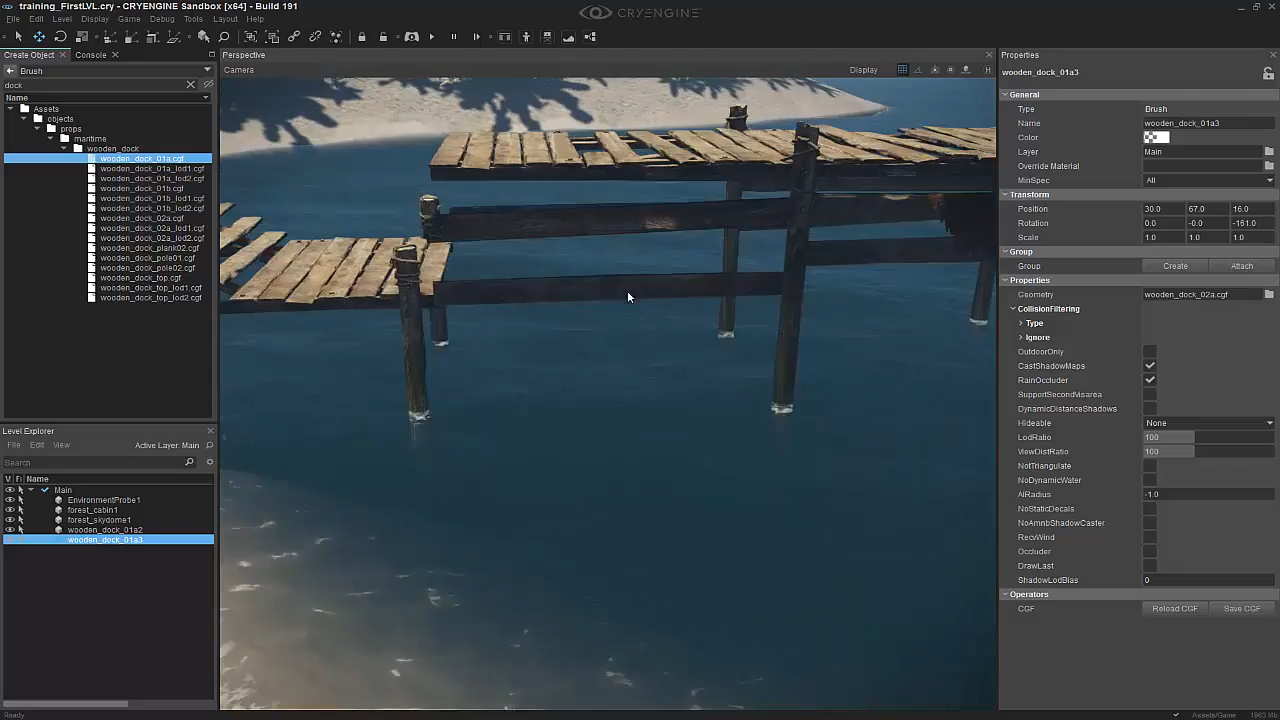 training_FirstLVL.cry - CRYENGINE Sandbox [x64] - Build 191
CRYENGINE
File Edit Level Display Game Debug Tools Layout Help
Create Object Console
Brush
dock
Name
Assets
objects
props
maritime
wooden_dock
wooden_dock_01a.cgf
wooden_dock_01a_lod1.cgf
wooden_dock_01a_lod2.cgf
wooden_dock_01b.cgf
wooden_dock_01b_lod1.cgf
wooden_dock_01b_lod2.cgf
wooden_dock_02a.cgf
wooden_dock_02a_lod1.cgf
wooden_dock_02a_lod2.cgf
wooden_dock_plank02.cgf
wooden_dock_pole01.cgf
wooden_dock_pole02.cgf
wooden_dock_top.cgf
wooden_dock_top_lod1.cgf
wooden_dock_top_lod2.cgf
Level Explorer
File Edit View Active Layer: Main
Search
V Fr Name
Main
EnvironmentProbe1
forest_cabin1
forest_skydome1
wooden_dock_01a2
wooden_dock_01a3
Ready
Perspective
Camera Display H
Properties
wooden_dock_01a3
General
Type Brush
Name wooden_dock_01a3
Color
Layer Main
Override Material
MinSpec All
Transform
Position 30.0 67.0 16.0
Rotation 0.0 -0.0 -161.0
Scale 1.0 1.0 1.0
Group
Group Create Attach
Properties
Geometry wooden_dock_02a.cgf
CollisionFiltering
Type
Ignore
OutdoorOnly
CastShadowMaps
RainOccluder
SupportSecondVisarea
DynamicDistanceShadows
Hideable None
LodRatio 100
ViewDistRatio 100
NotTriangulate
NoDynamicWater
AIRadius -1.0
NoStaticDecals
NoAmnbShadowCaster
RecvWind
Occluder
DrawLast
ShadowLodBias 0
Operators
CGF Reload CGF Save CGF
Assets/Game 1963 Mb